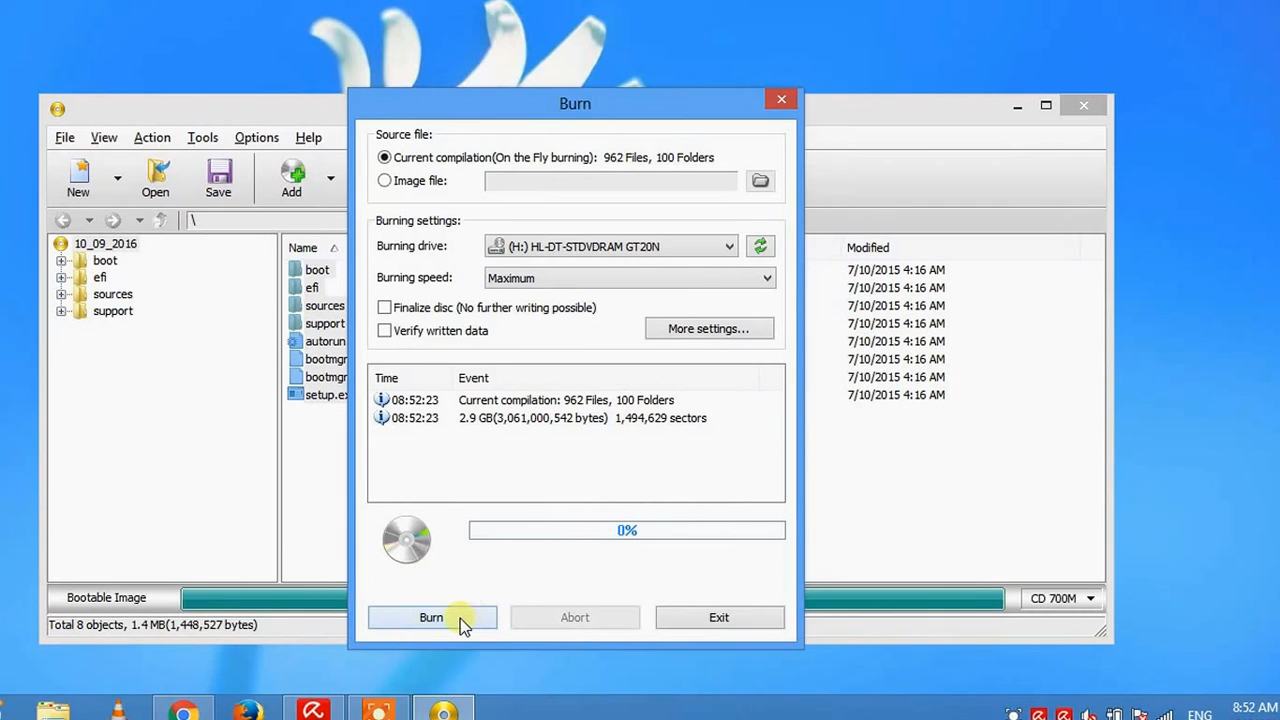 Burn
File View Action Tools Options Help
New Open Save Add
\
10_09_2016
boot
efi
sources
support
Name
boot
efi
sources
support
autorun
bootmgr
bootmgr
setup.ex
Modified
7/10/2015 4:16 AM
7/10/2015 4:16 AM
7/10/2015 4:16 AM
7/10/2015 4:16 AM
7/10/2015 4:16 AM
7/10/2015 4:16 AM
7/10/2015 4:16 AM
7/10/2015 4:16 AM
Source file:
Current compilation(On the Fly burning): 962 Files, 100 Folders
Image file:
Burning settings:
Burning drive: (H:) HL-DT-STDVDRAM GT20N
Burning speed: Maximum
Finalize disc (No further writing possible)
Verify written data
More settings...
Time Event
08:52:23 Current compilation: 962 Files, 100 Folders
08:52:23 2.9 GB(3,061,000,542 bytes) 1,494,629 sectors
0%
Burn Abort Exit
Bootable Image
CD 700M
Total 8 objects, 1.4 MB(1,448,527 bytes)
ENG
8:52 AM